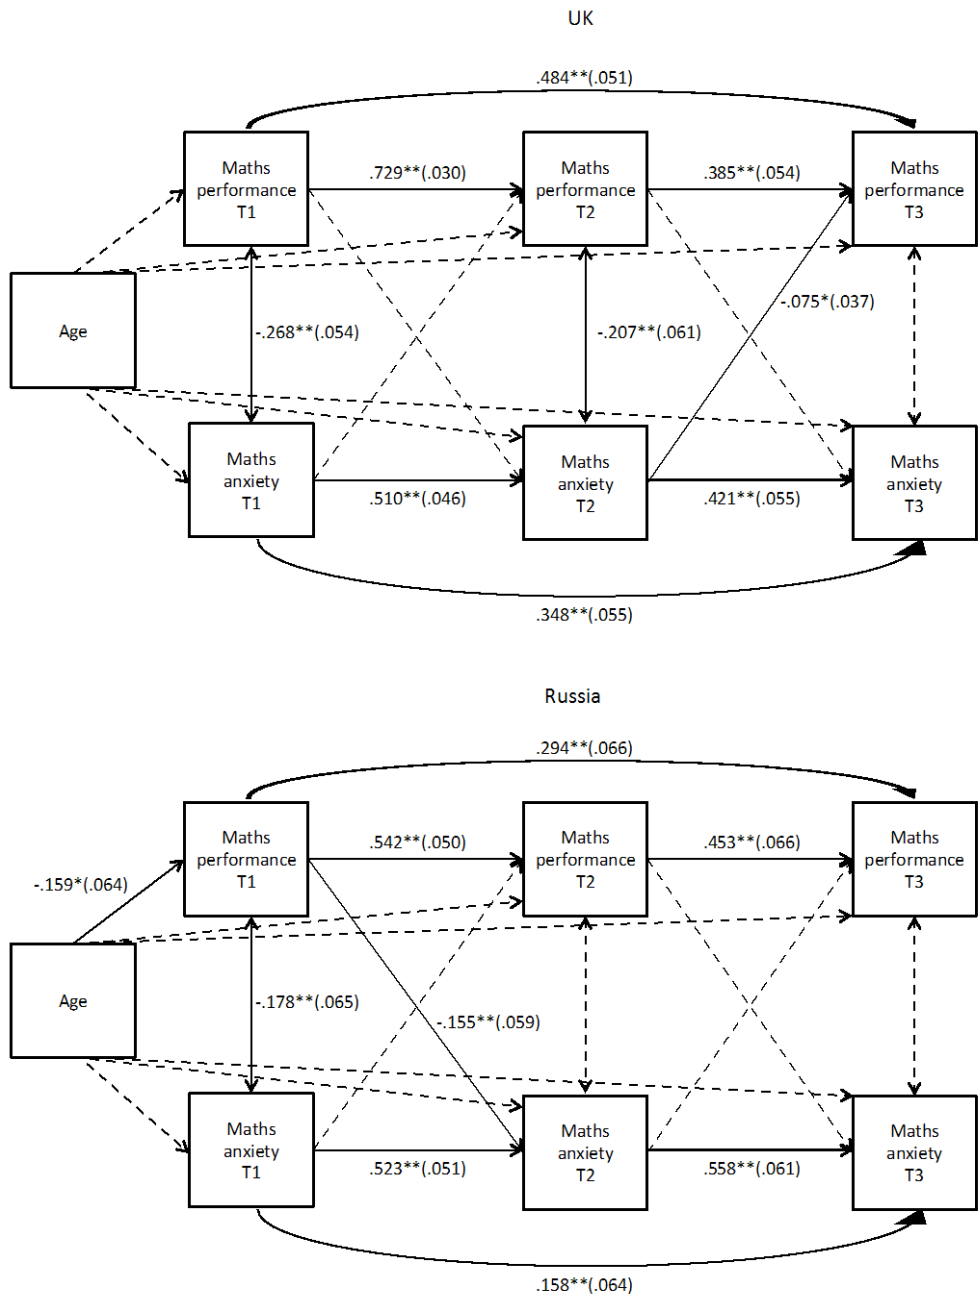 UK
.484**(.051)
Maths
performance
T1
.729**(.030)
Maths
performance
T2
.385**(.054)
Maths
performance
T3
Age
-.268**(.054)
-.207**(.061)
-.075*(.037)
Maths
anxiety
T1
.510**(.046)
Maths
anxiety
T2
.421**(.055)
Maths
anxiety
T3
.348**(.055)
Russia
.294**(.066)
Maths
performance
T1
.542**(.050)
Maths
performance
T2
.453**(.066)
Maths
performance
T3
-.159*(.064)
Age
-.178**(.065)
-.155**(.059)
Maths
anxiety
T1
.523**(.051)
Maths
anxiety
T2
.558**(.061)
Maths
anxiety
T3
.158**(.064)